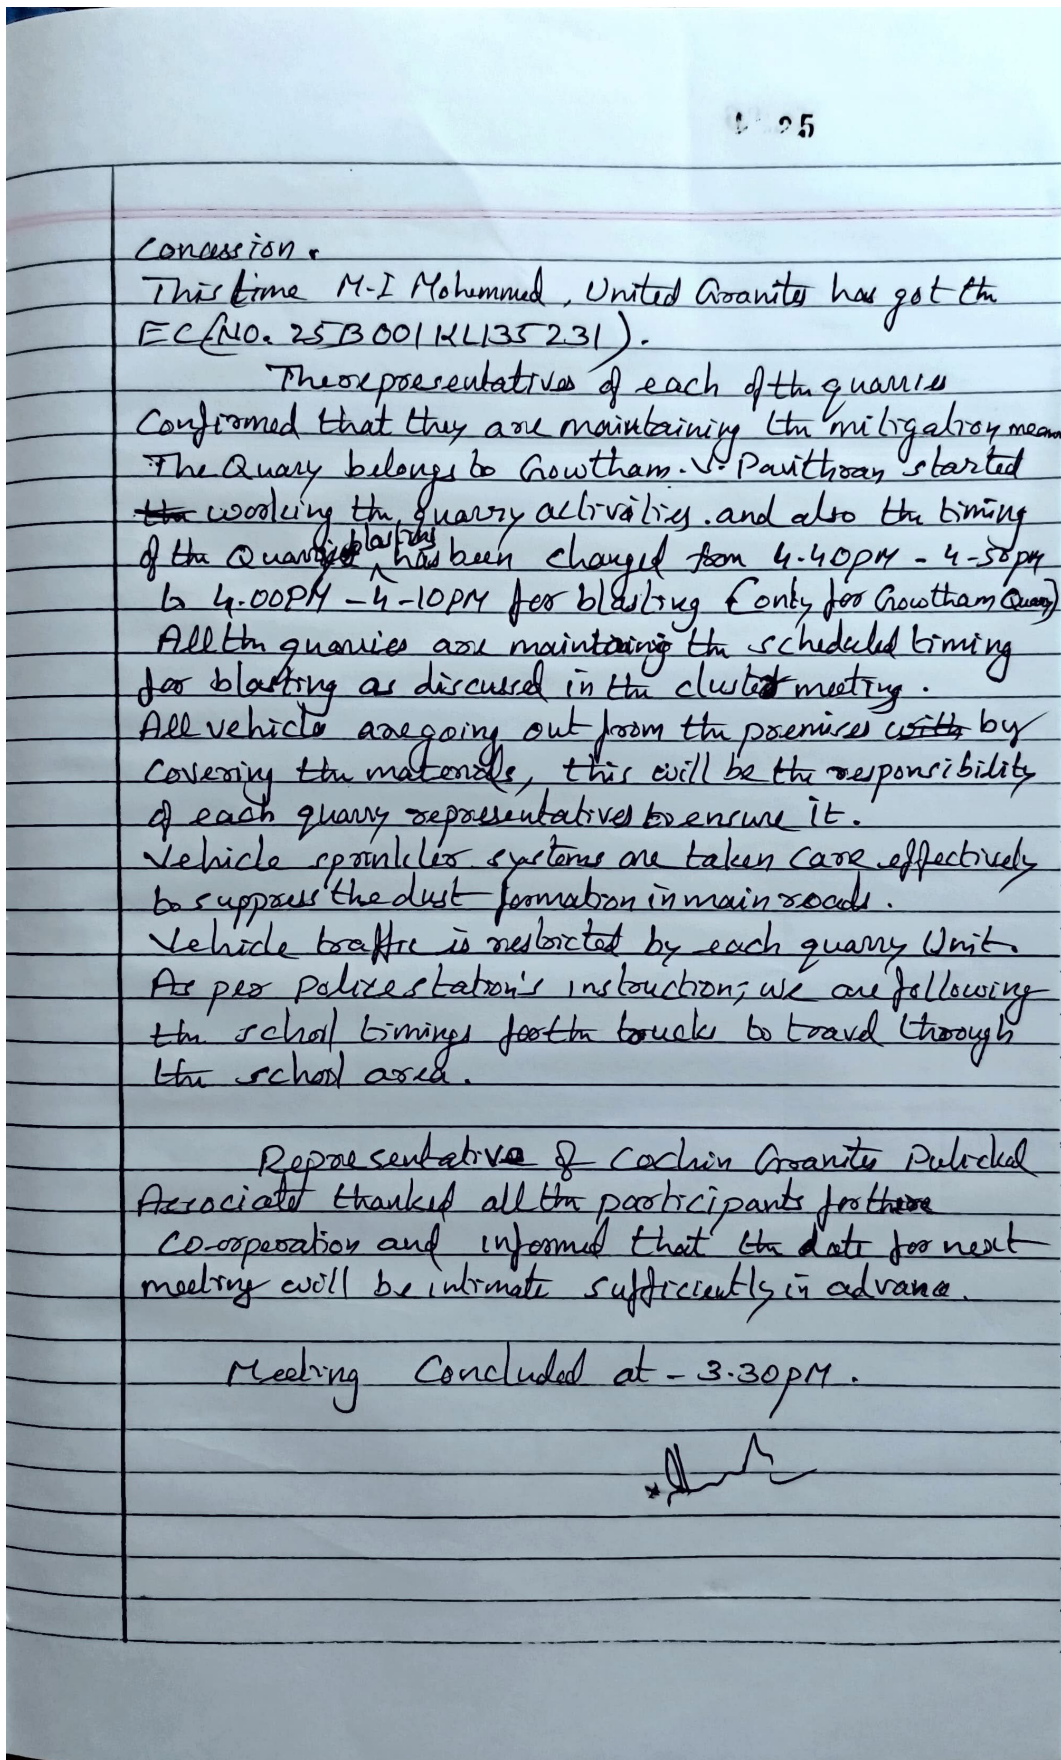 25
Concession.
This time M-I Mohammed, United Granites has got the
EC (NO. 25B001KL135231).
The representatives of each of the quarries
Confirmed that they are maintaining the mitigation
The Quary belongs to Gowtham. V. Pavithran started
the working the quarry activities. and also the timing
of the Quarries blasting has been changed from 4.40PM - 4-50PM
to 4.00PM - 4-10PM for blasting (only for Gowtham Quary)
All the quarries are maintaining the scheduled timing
for blasting as discussed in the cluster meeting.
All vehicle are going out from the premises with by
Covering the materials, this will be the responsibility
of each quarry representatives to ensure it.
Vehicle sprinkler systems are taken care effectively
to suppress the dust formation in main roads.
Vehicle traffic is restricted by each quarry Unit.
As per Police station's instruction, we are following
the school timings for the trucks to travel through
the school area.
Representative of Cochin Granites Pulickal
Associates thanked all the participants for there
co-orperation and informed that the date for next
meeting will be intimate sufficiently in advance.
Meeting Concluded at - 3.30PM.